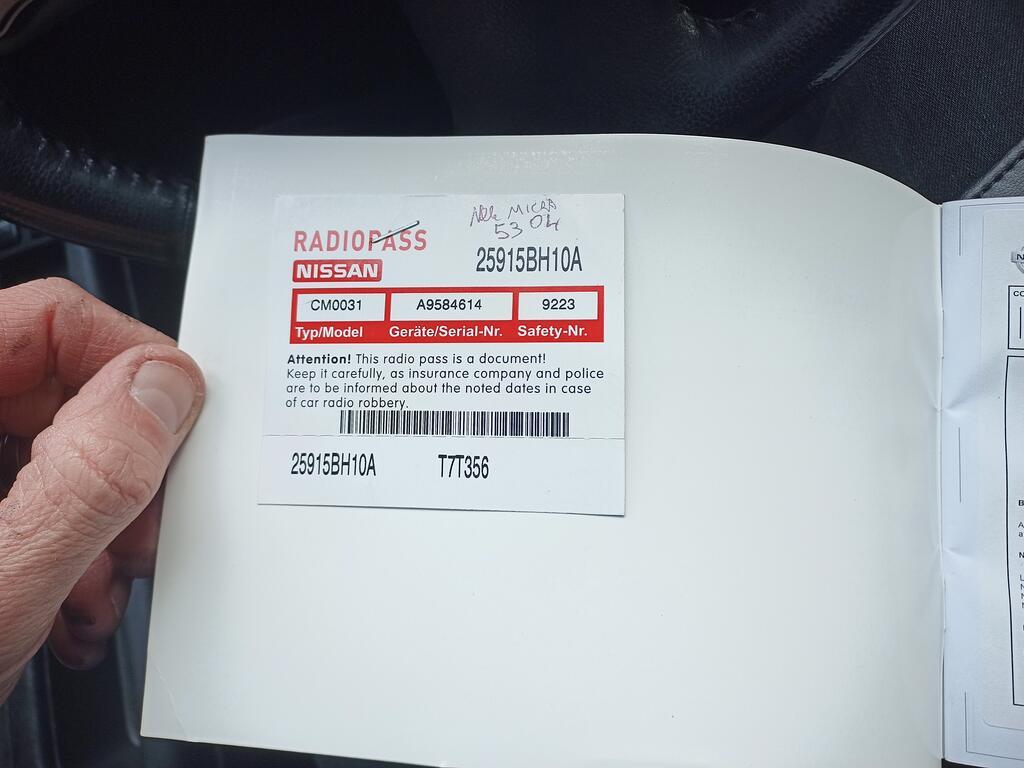 MICRA
53 04
RADIOPASS
25915BH10A
NISSAN
CM0031 A9584614 9223
Typ/Model Geräte/Serial-Nr. Safety-Nr.
Attention! This radio pass is a document!
Keep it carefully, as insurance company and police
are to be informed about the noted dates in case
of car radio robbery.
25915BH10A T7T356